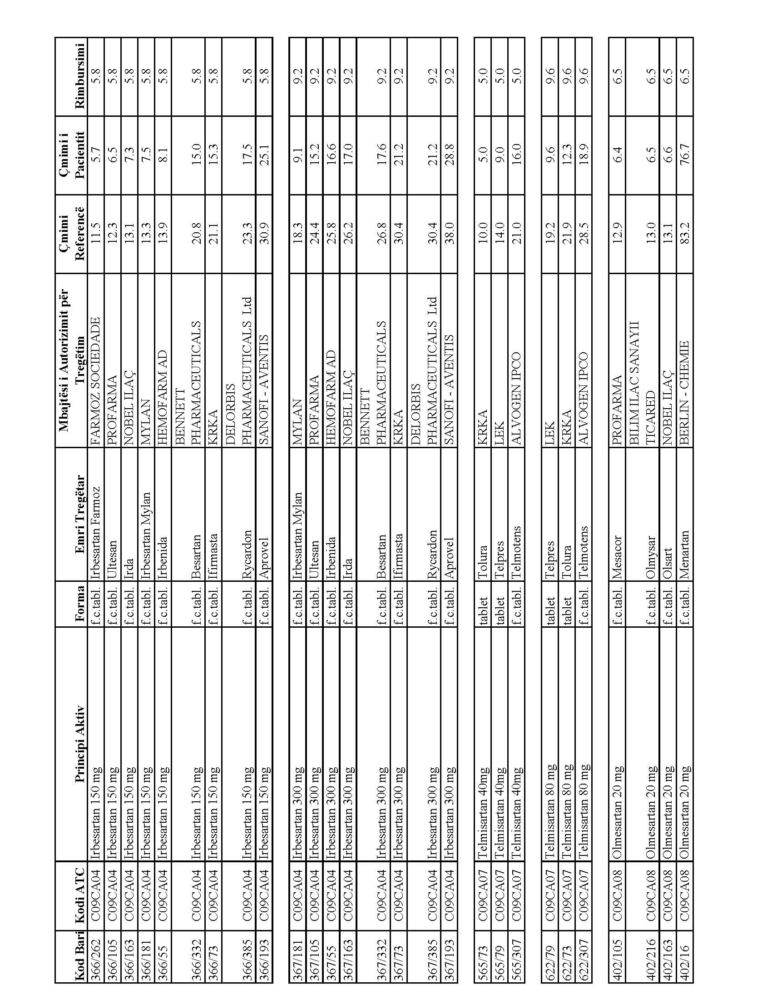 Kod Bari Kodi ATC Principi Aktiv Forma Emri Tregëtar Mbajtësi i Autorizimit për Tregëtim Çmimi Referencë Çmimi i Pacientit Rimbursimi
366/262 C09CA04 Irbesartan 150 mg f.c.tabl. Irbesartan Farmoz FARMOZ SOCIEDADE 11.5 5.7 5.8
366/105 C09CA04 Irbesartan 150 mg f.c.tabl. Ultesan PROFARMA 12.3 6.5 5.8
366/163 C09CA04 Irbesartan 150 mg f.c.tabl. Irda NOBEL ILAÇ 13.1 7.3 5.8
366/181 C09CA04 Irbesartan 150 mg f.c.tabl. Irbesartan Mylan MYLAN 13.3 7.5 5.8
366/55 C09CA04 Irbesartan 150 mg f.c.tabl. Irbenida HEMOFARM AD 13.9 8.1 5.8
366/332 C09CA04 Irbesartan 150 mg f.c.tabl. Besartan BENNETT PHARMACEUTICALS 20.8 15.0 5.8
366/73 C09CA04 Irbesartan 150 mg f.c.tabl. Ifirmasta KRKA 21.1 15.3 5.8
366/385 C09CA04 Irbesartan 150 mg f.c.tabl. Rycardon DELORBIS PHARMACEUTICALS Ltd 23.3 17.5 5.8
366/193 C09CA04 Irbesartan 150 mg f.c.tabl. Aprovel SANOFI - AVENTIS 30.9 25.1 5.8
367/181 C09CA04 Irbesartan 300 mg f.c.tabl. Irbesartan Mylan MYLAN 18.3 9.1 9.2
367/105 C09CA04 Irbesartan 300 mg f.c.tabl. Ultesan PROFARMA 24.4 15.2 9.2
367/55 C09CA04 Irbesartan 300 mg f.c.tabl. Irbenida HEMOFARM AD 25.8 16.6 9.2
367/163 C09CA04 Irbesartan 300 mg f.c.tabl. Irda NOBEL ILAÇ 26.2 17.0 9.2
367/332 C09CA04 Irbesartan 300 mg f.c.tabl. Besartan BENNETT PHARMACEUTICALS 26.8 17.6 9.2
367/73 C09CA04 Irbesartan 300 mg f.c.tabl. Ifirmasta KRKA 30.4 21.2 9.2
367/385 C09CA04 Irbesartan 300 mg f.c.tabl. Rycardon DELORBIS PHARMACEUTICALS Ltd 30.4 21.2 9.2
367/193 C09CA04 Irbesartan 300 mg f.c.tabl. Aprovel SANOFI - AVENTIS 38.0 28.8 9.2
565/73 C09CA07 Telmisartan 40mg tablet Tolura KRKA 10.0 5.0 5.0
565/79 C09CA07 Telmisartan 40mg tablet Telpres LEK 14.0 9.0 5.0
565/307 C09CA07 Telmisartan 40mg f.c.tabl. Telmotens ALVOGEN IPCO 21.0 16.0 5.0
622/79 C09CA07 Telmisartan 80 mg tablet Telpres LEK 19.2 9.6 9.6
622/73 C09CA07 Telmisartan 80 mg tablet Tolura KRKA 21.9 12.3 9.6
622/307 C09CA07 Telmisartan 80 mg f.c.tabl. Telmotens ALVOGEN IPCO 28.5 18.9 9.6
402/105 C09CA08 Olmesartan 20 mg f.c.tabl. Mesacor PROFARMA 12.9 6.4 6.5
402/216 C09CA08 Olmesartan 20 mg f.c.tabl. Olmysar BILIM ILAC SANAYII TICARED 13.0 6.5 6.5
402/163 C09CA08 Olmesartan 20 mg f.c.tabl. Olsart NOBEL ILAÇ 13.1 6.6 6.5
402/16 C09CA08 Olmesartan 20 mg f.c.tabl. Menartan BERLIN - CHEMIE 83.2 76.7 6.5